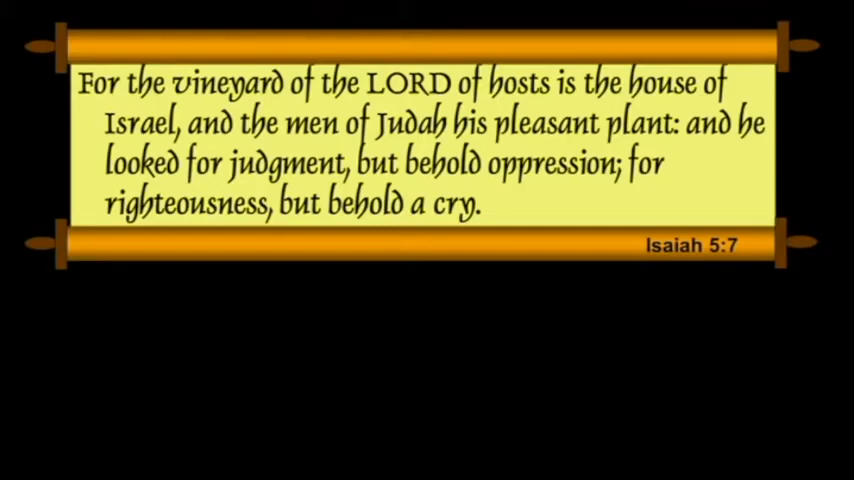 For the vineyard of the LORD of hosts is the house of
Israel, and the men of Judah his pleasant plant: and he
looked for judgment, but behold oppression; for
righteousness, but behold a cry.
Isaiah 5:7